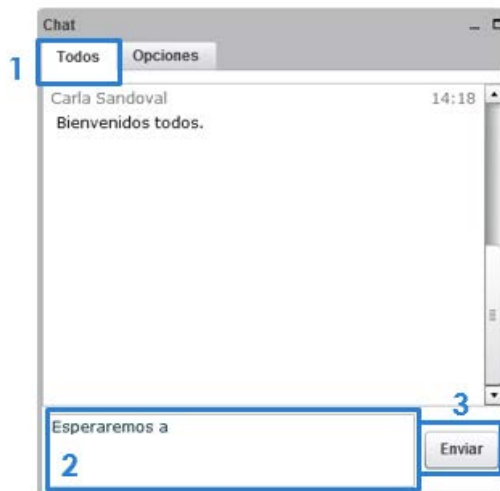 Chat
1 Todos Opciones
Carla Sandoval 14:18
Bienvenidos todos.
3
Esperaremos a
2
Enviar